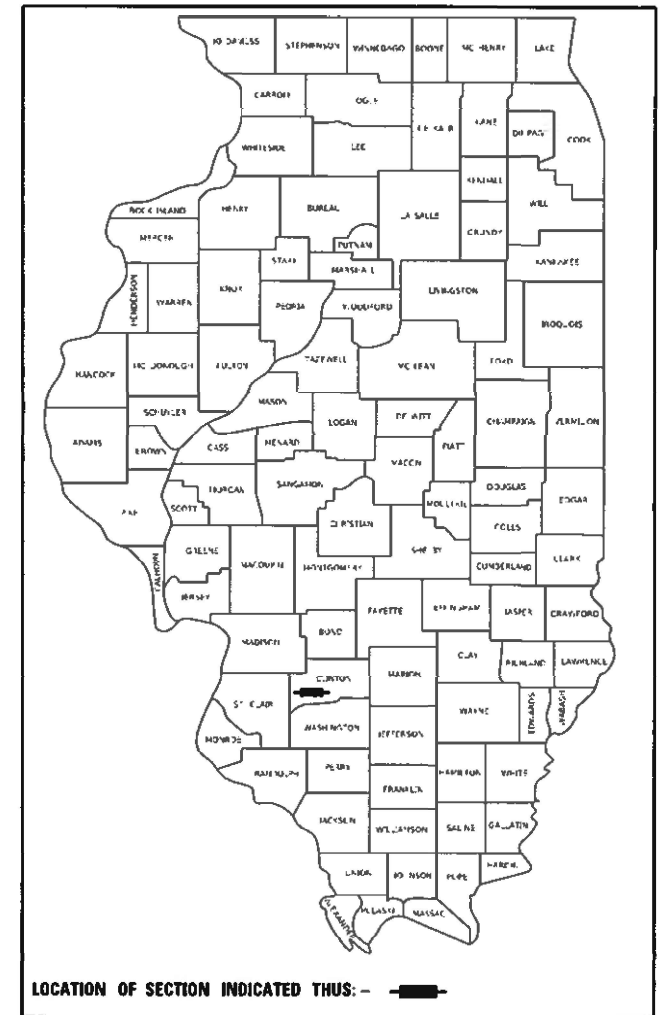 JO DAVIESS STEPHENSON WINNEBAGO BOONE MC HENRY LAKE
CARROLL OGLE DE KALB KANE DU PAGE COOK
WHITESIDE LEE KENDALL WILL
ROCK ISLAND HENRY BUREAU LA SALLE GRUNDY
MERCER PUTNAM KANKAKEE
STARK MARSHALL LIVINGSTON
HENDERSON WARREN KNOX PEORIA WOODFORD IROQUOIS
HANCOCK MC DONOUGH FULTON TAZEWELL MC LEAN FORD
MASON
SCHUYLER LOGAN DE WITT CHAMPAIGN VERMILION
ADAMS BROWN CASS MENARD PIATT
MACON
PIKE SCOTT MORGAN SANGAMON DOUGLAS EDGAR
MOULTRIE
CHRISTIAN COLES
CALHOUN GREENE MACOUPIN MONTGOMERY SHELBY CUMBERLAND CLARK
JERSEY FAYETTE EFFINGHAM JASPER CRAWFORD
MADISON BOND
CLAY RICHLAND LAWRENCE
CLINTON MARION
ST. CLAIR WAYNE EDWARDS WABASH
MONROE WASHINGTON JEFFERSON
RANDOLPH PERRY HAMILTON WHITE
FRANKLIN
JACKSON WILLIAMSON SALINE GALLATIN
UNION JOHNSON POPE HARDIN
ALEXANDER PULASKI MASSAC
LOCATION OF SECTION INDICATED THUS: -